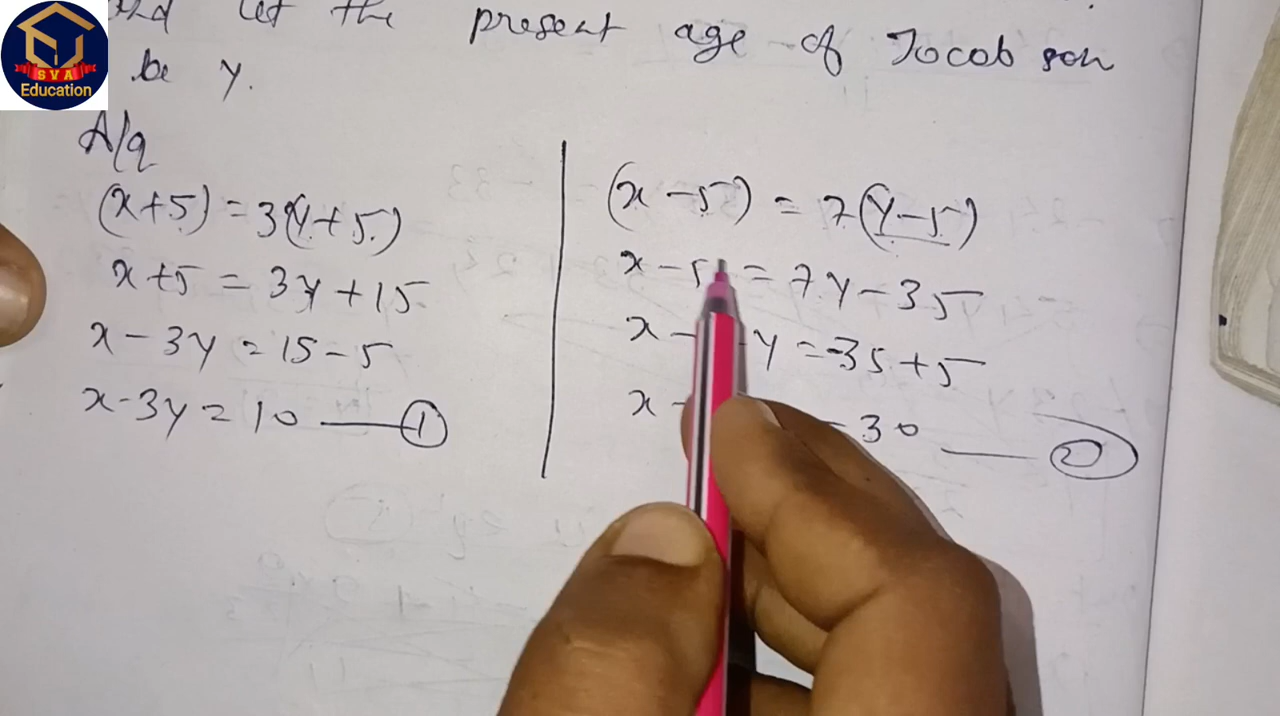 SVA
Education
let the present age of Jocob son
be y.
A/q
(x+5) = 3(y+5)
x+5 = 3y+15
x-3y = 15-5
x-3y = 10 —— ①
(x-5) = 7(y-5)
x-5 = 7y-35
x- y = -35+5
x- -30 —— ②